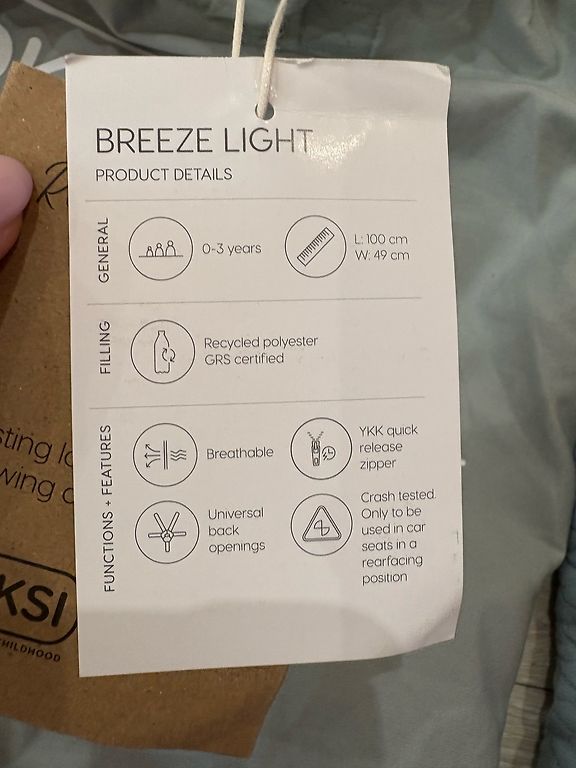 BREEZE LIGHT
PRODUCT DETAILS
GENERAL
0-3 years
L: 100 cm
W: 49 cm
FILLING
Recycled polyester
GRS certified
FUNCTIONS + FEATURES
Breathable
YKK quick
release
zipper
Universal
back
openings
Crash tested.
Only to be
used in car
seats in a
rearfacing
position
KSI
CHILDHOOD